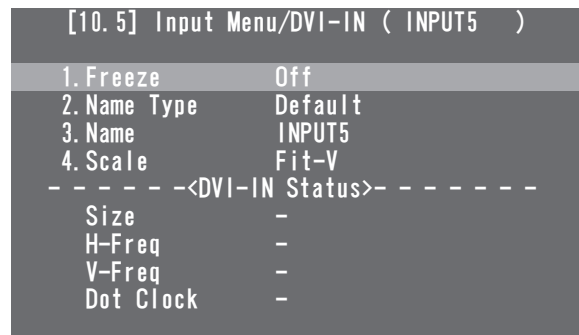 [10.5] Input Menu/DVI-IN ( INPUT5 )
1.Freeze Off
2.Name Type Default
3.Name INPUT5
4.Scale Fit-V
- - - - - -<DVI-IN Status>- - - - - - -
Size -
H-Freq -
V-Freq -
Dot Clock -